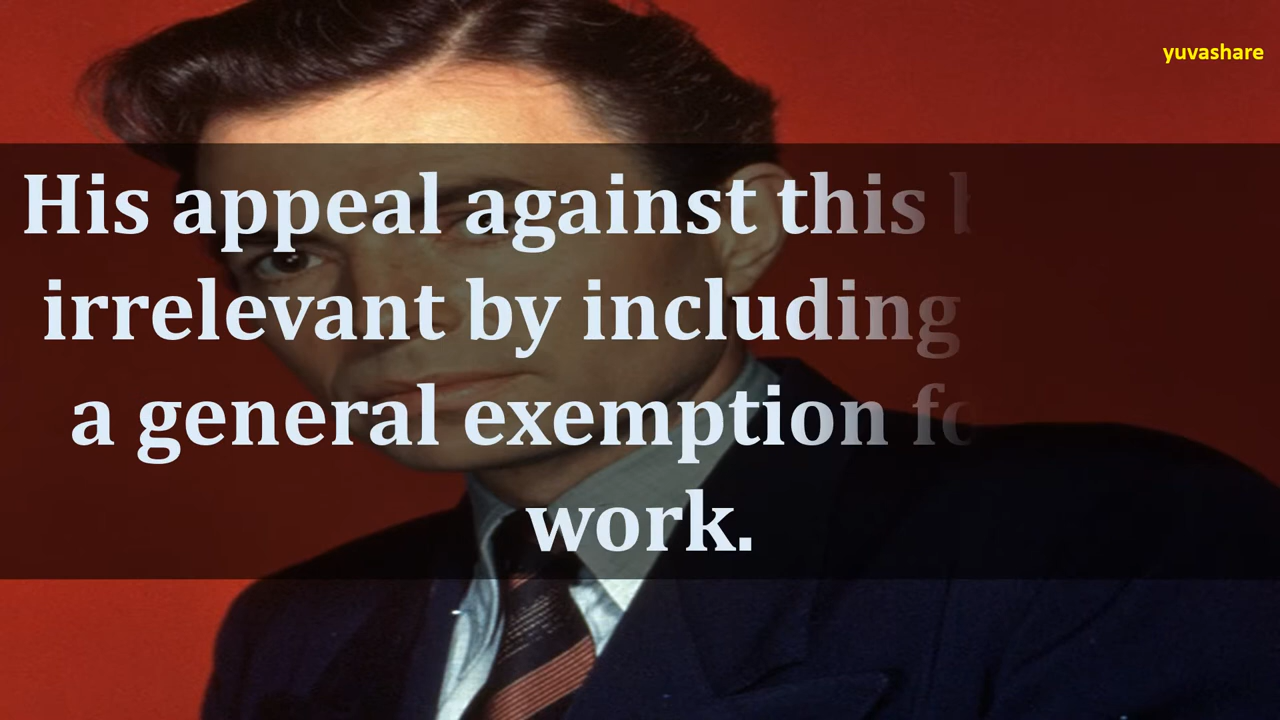 yuvashare
His appeal against this
irrelevant by including
a general exemption
work.